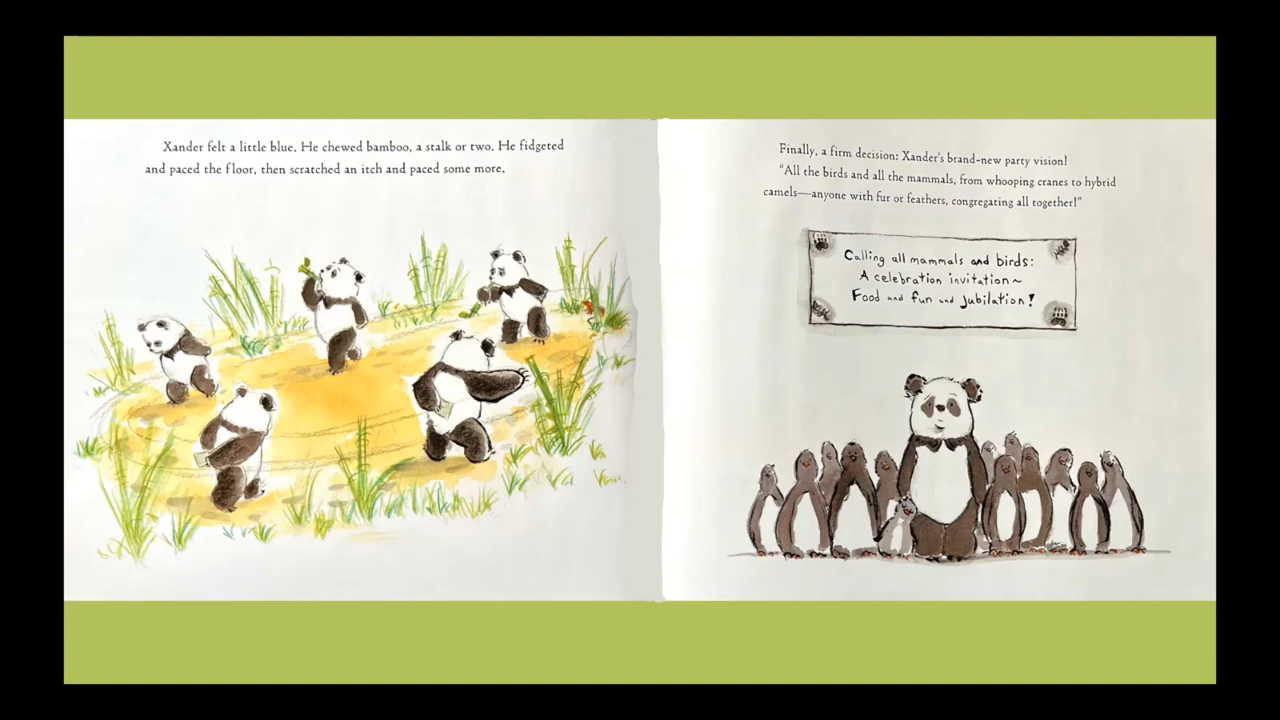 Xander felt a little blue. He chewed bamboo, a stalk or two. He fidgeted
and paced the floor, then scratched an itch and paced some more.
Finally, a firm decision: Xander's brand-new party vision!
"All the birds and all the mammals, from whooping cranes to hybrid
camels—anyone with fur or feathers, congregating all together!"
Calling all mammals and birds:
A celebration invitation~
Food and fun and jubilation!